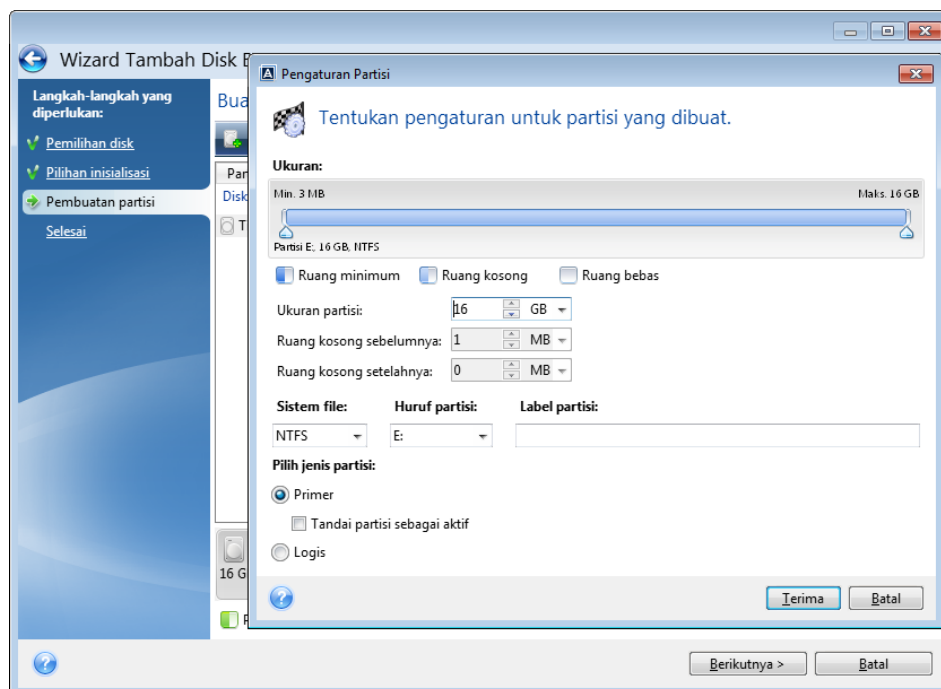 Wizard Tambah Disk
Langkah-langkah yang
diperlukan:
Pemilihan disk
Pilihan inisialisasi
Pembuatan partisi
Selesai
Disk
16 G
Pengaturan Partisi
Tentukan pengaturan untuk partisi yang dibuat.
Ukuran:
Min. 3 MB Maks. 16 GB
Partisi E:, 16 GB, NTFS
Ruang minimum Ruang kosong Ruang bebas
Ukuran partisi: 16 GB
Ruang kosong sebelumnya: 1 MB
Ruang kosong setelahnya: 0 MB
Sistem file: Huruf partisi: Label partisi:
NTFS E:
Pilih jenis partisi:
Primer
Tandai partisi sebagai aktif
Logis
Terima Batal
Berikutnya > Batal